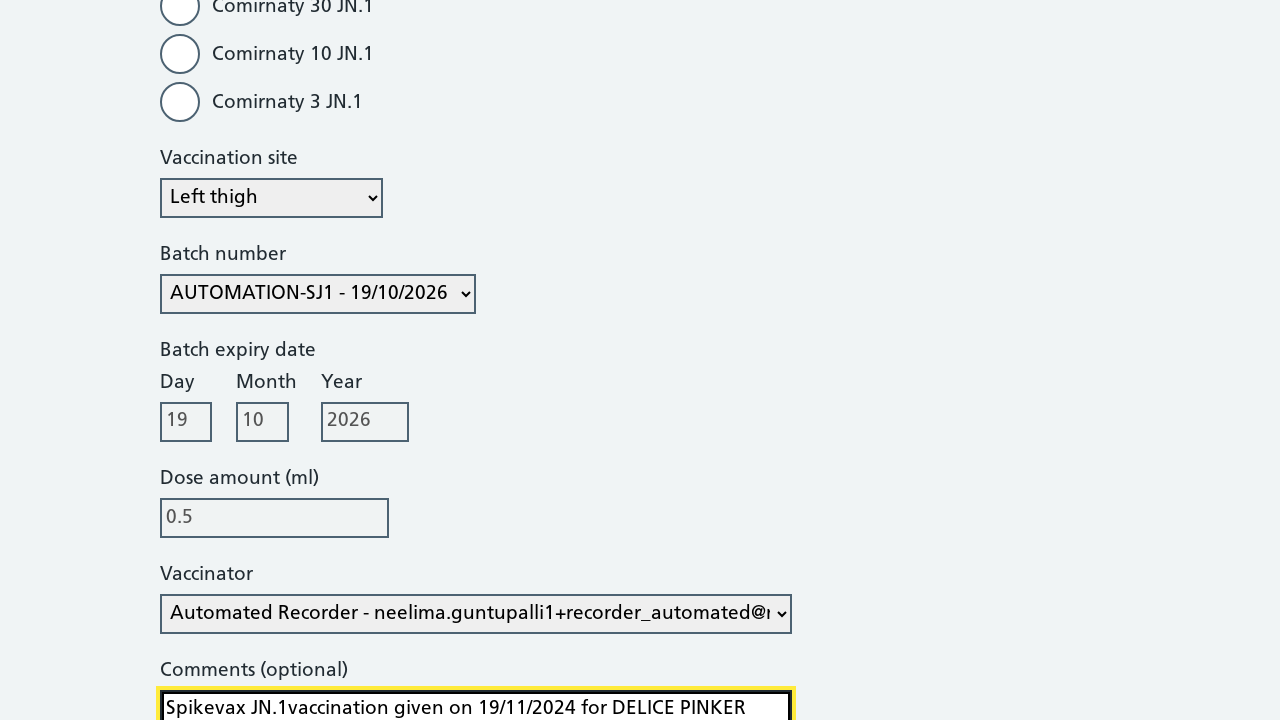 Comirnaty 30 JN.1
Comirnaty 10 JN.1
Comirnaty 3 JN.1
Vaccination site
Left thigh
Batch number
AUTOMATION-SJ1 - 19/10/2026
Batch expiry date
Day Month Year
19 10 2026
Dose amount (ml)
0.5
Vaccinator
Automated Recorder - neelima.guntupalli1+recorder_automated@
Comments (optional)
Spikevax JN.1vaccination given on 19/11/2024 for DELICE PINKER